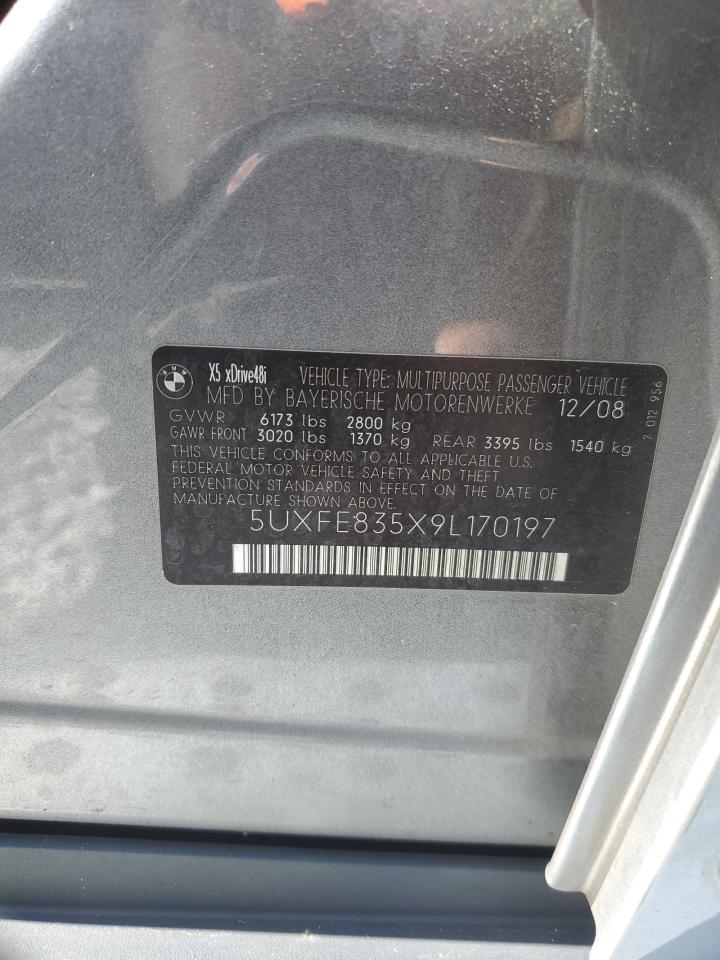 BMW
X5 xDrive48i VEHICLE TYPE: MULTIPURPOSE PASSENGER VEHICLE
MFD BY BAYERISCHE MOTORENWERKE 12/08
GVWR 6173 lbs 2800 kg
GAWR FRONT 3020 lbs 1370 kg REAR 3395 lbs 1540 kg
THIS VEHICLE CONFORMS TO ALL APPLICABLE U.S.
FEDERAL MOTOR VEHICLE SAFETY AND THEFT
PREVENTION STANDARDS IN EFFECT ON THE DATE OF
MANUFACTURE SHOWN ABOVE.
5UXFE835X9L170197
7 012 956